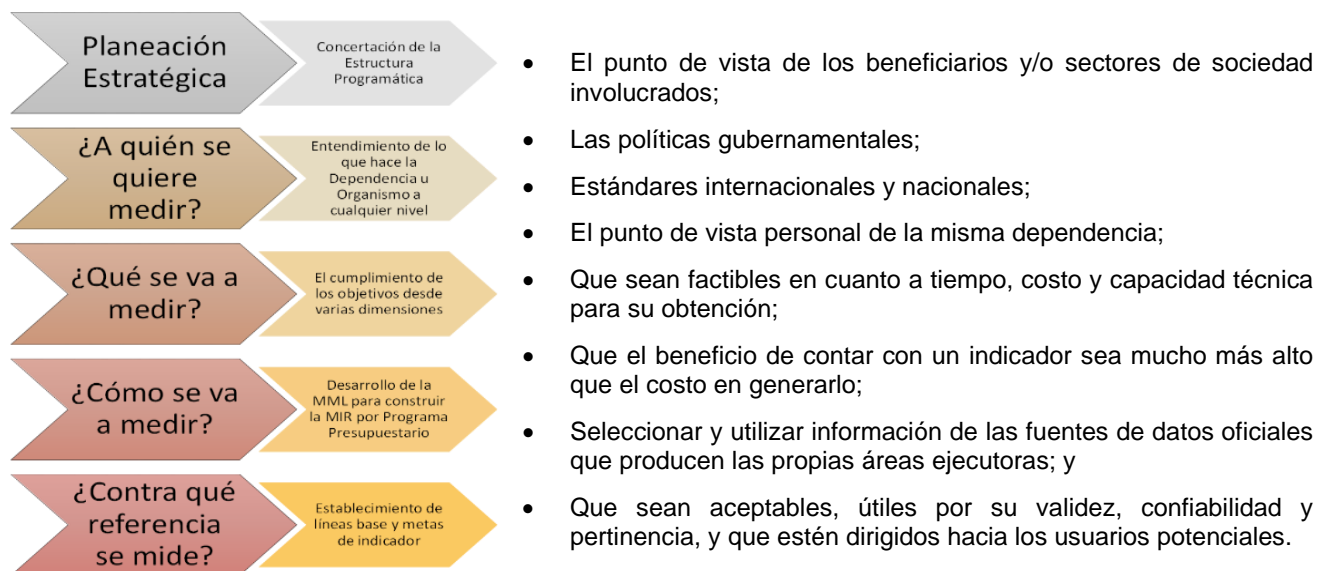 Planeación
Estratégica
Concertación de la
Estructura
Programática
¿A quién se
quiere
medir?
Entendimiento de lo
que hace la
Dependencia u
Organismo a
cualquier nivel
¿Qué se va a
medir?
El cumplimiento de
los objetivos desde
varias dimensiones
¿Cómo se va
a medir?
Desarrollo de la
MML para construir
la MIR por Programa
Presupuestario
¿Contra qué
referencia
se mide?
Establecimiento de
líneas base y metas
de indicador
• El punto de vista de los beneficiarios y/o sectores de sociedad
involucrados;
• Las políticas gubernamentales;
• Estándares internacionales y nacionales;
• El punto de vista personal de la misma dependencia;
• Que sean factibles en cuanto a tiempo, costo y capacidad técnica
para su obtención;
• Que el beneficio de contar con un indicador sea mucho más alto
que el costo en generarlo;
• Seleccionar y utilizar información de las fuentes de datos oficiales
que producen las propias áreas ejecutoras; y
• Que sean aceptables, útiles por su validez, confiabilidad y
pertinencia, y que estén dirigidos hacia los usuarios potenciales.